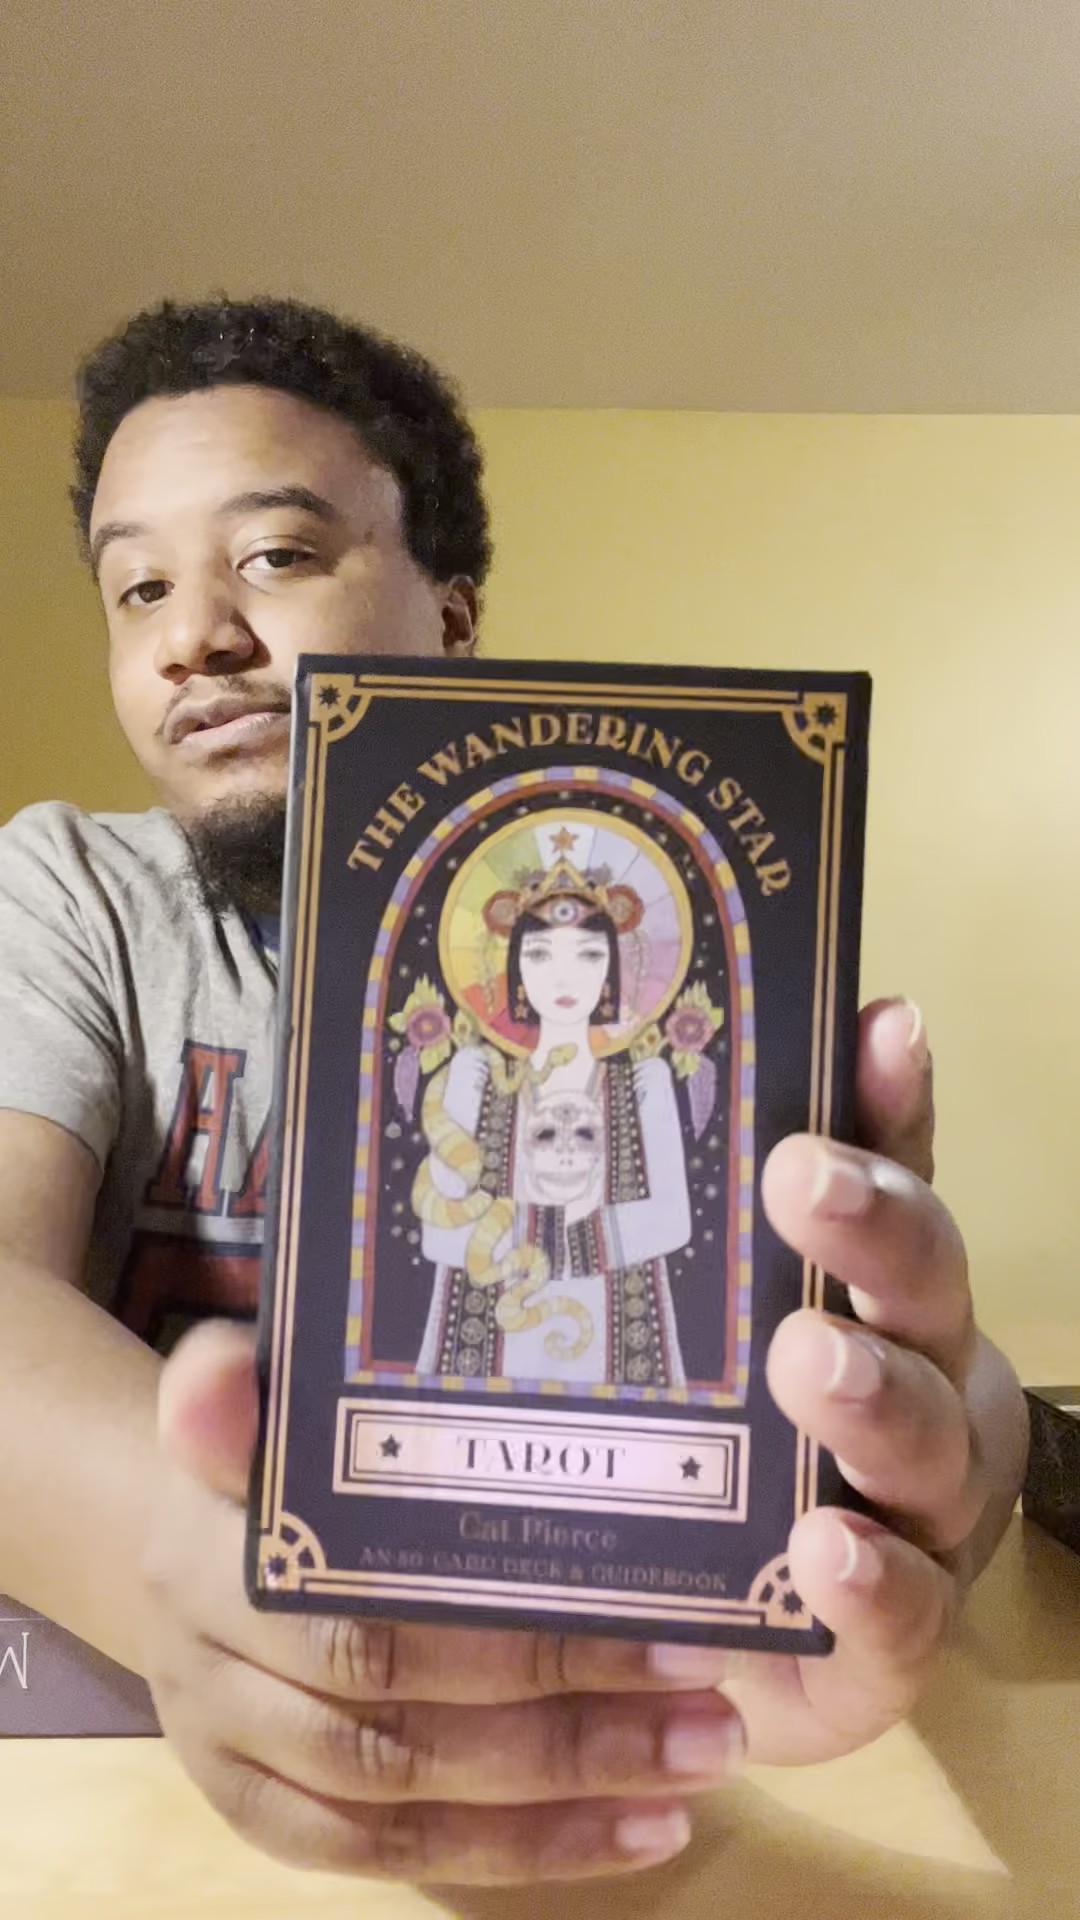 THE WANDERING STAR
TAROT
Cat Pierce
AN 80-CARD DECK & GUIDEBOOK
A
M